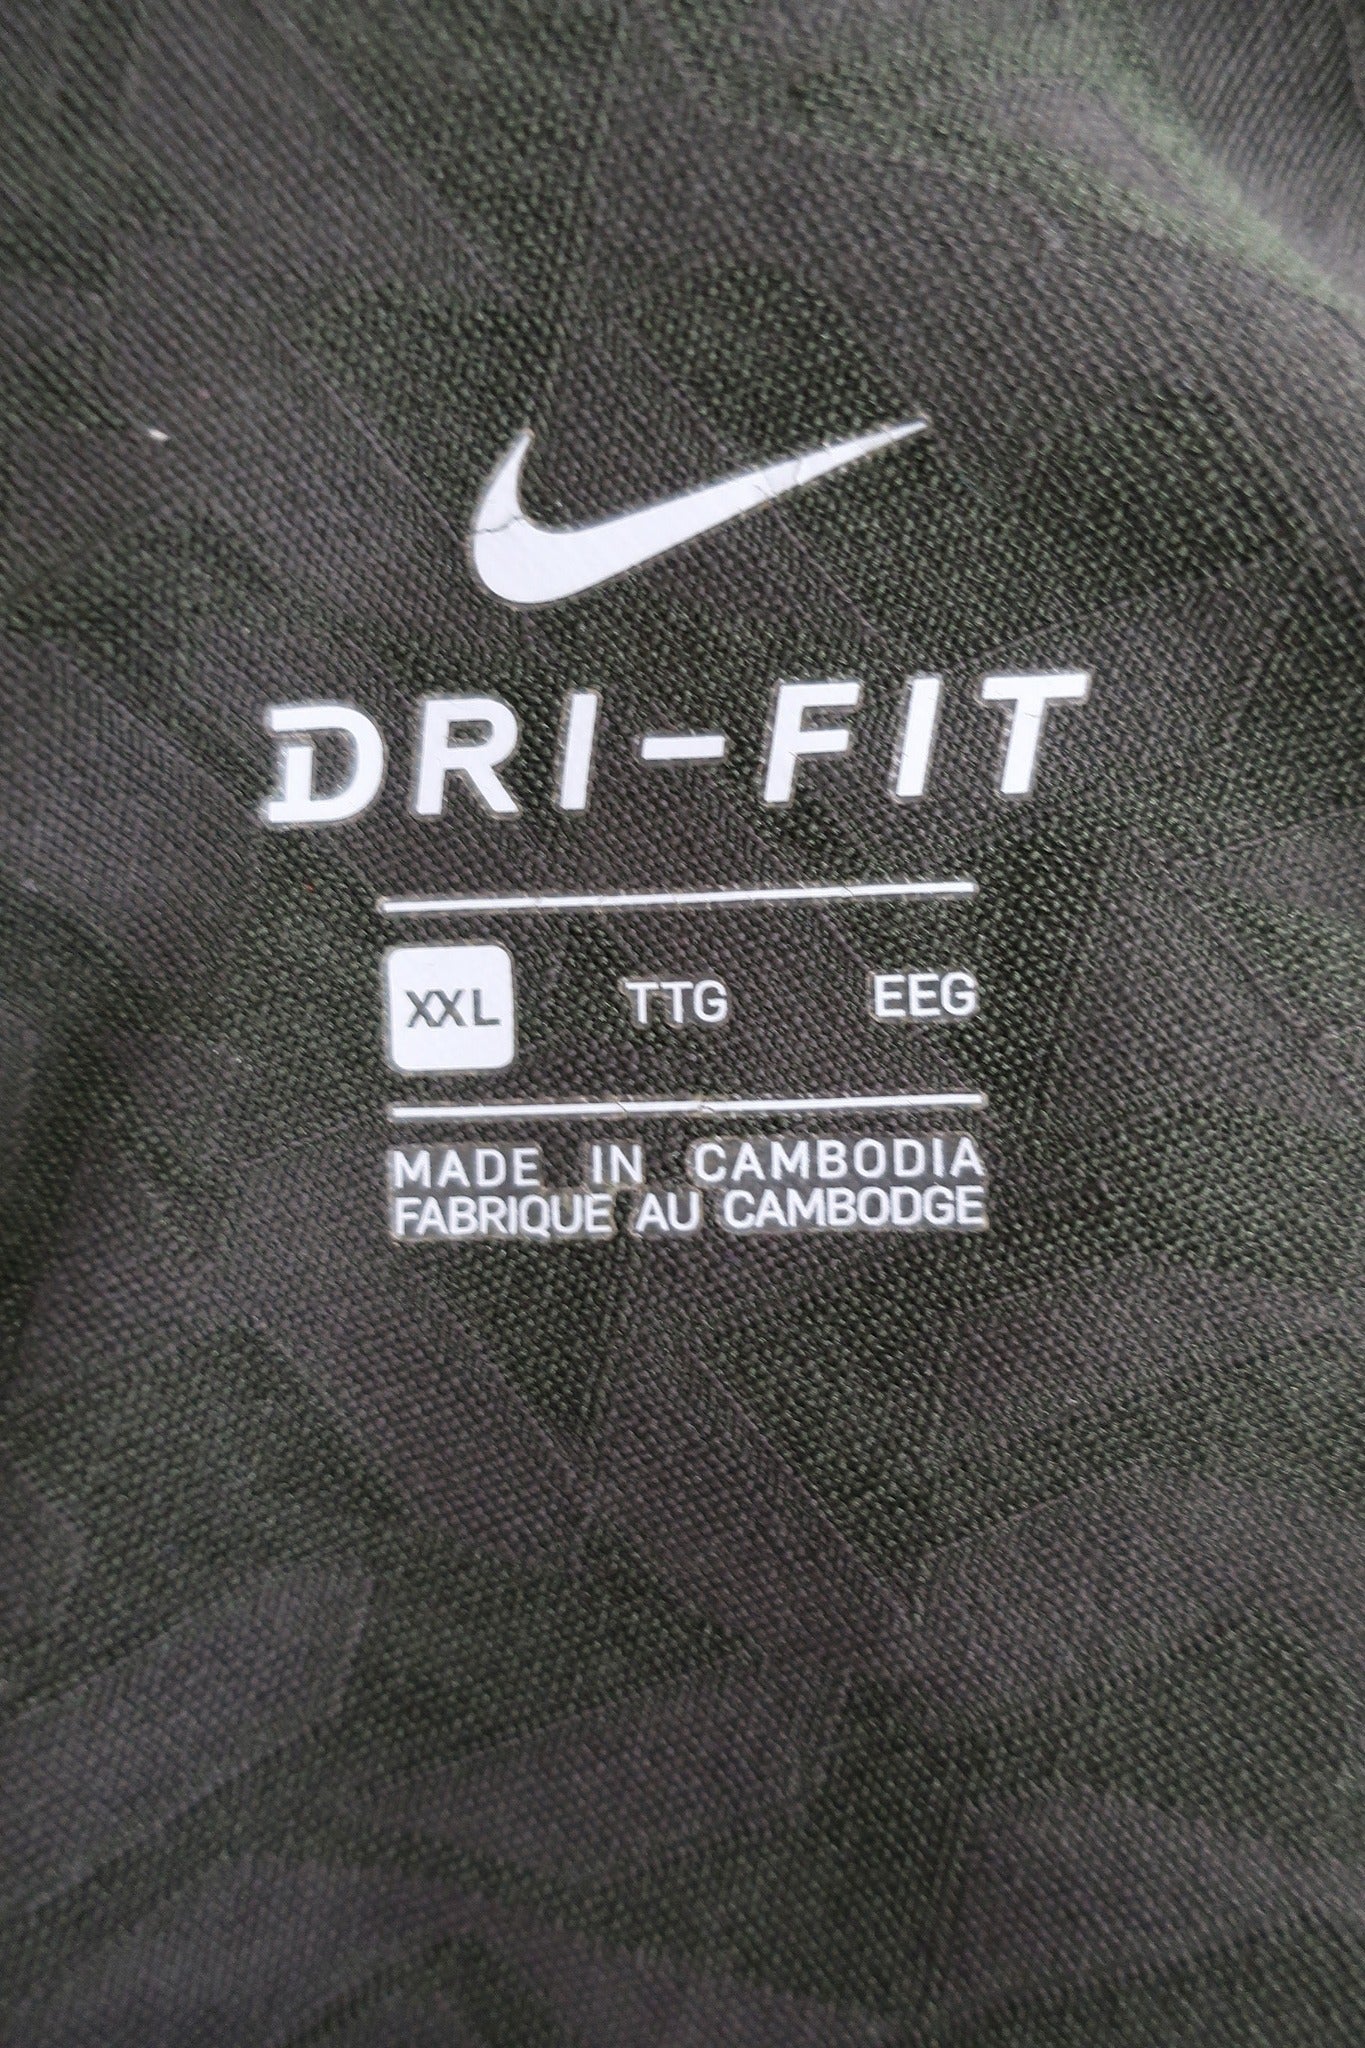 DRI-FIT
XXL TTG EEG
MADE IN CAMBODIA
FABRIQUE AU CAMBODGE